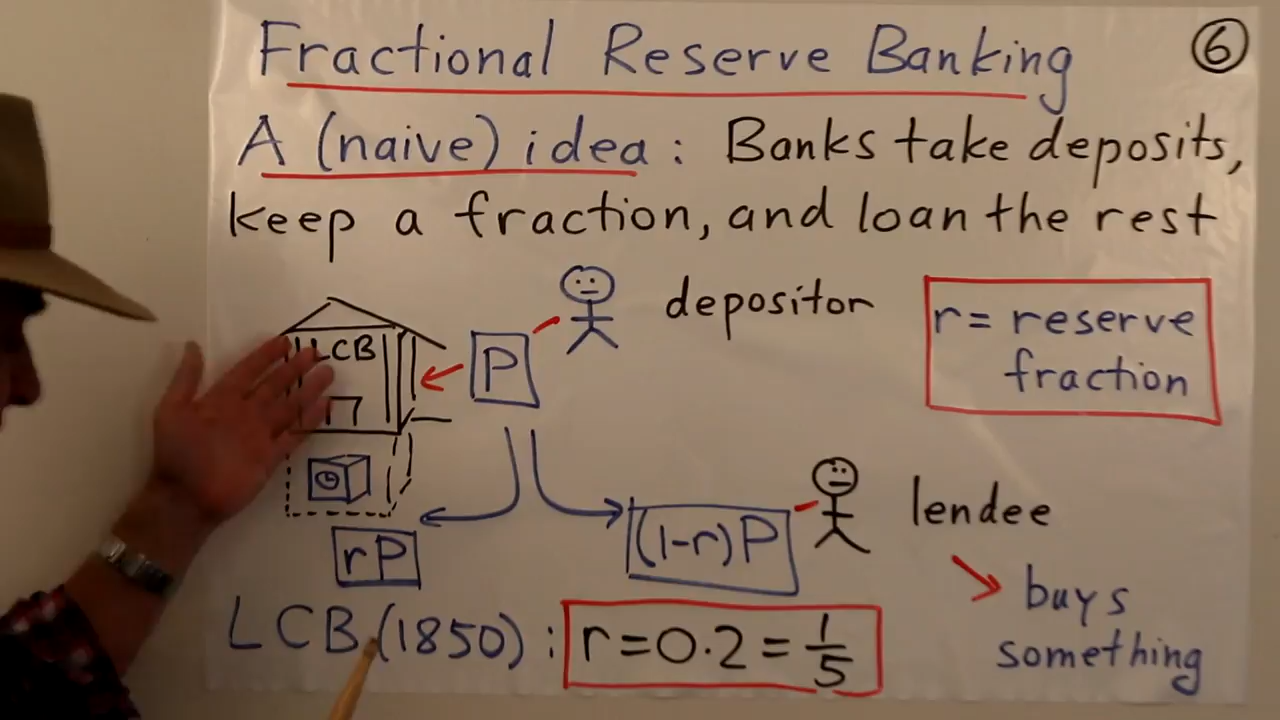 Fractional Reserve Banking
6
A (naive) idea: Banks take deposits,
keep a fraction, and loan the rest
depositor
r = reserve
fraction
LCB
P
lendee
(1-r)P
rP
buys
something
LCB (1850): r = 0.2 = 1/5